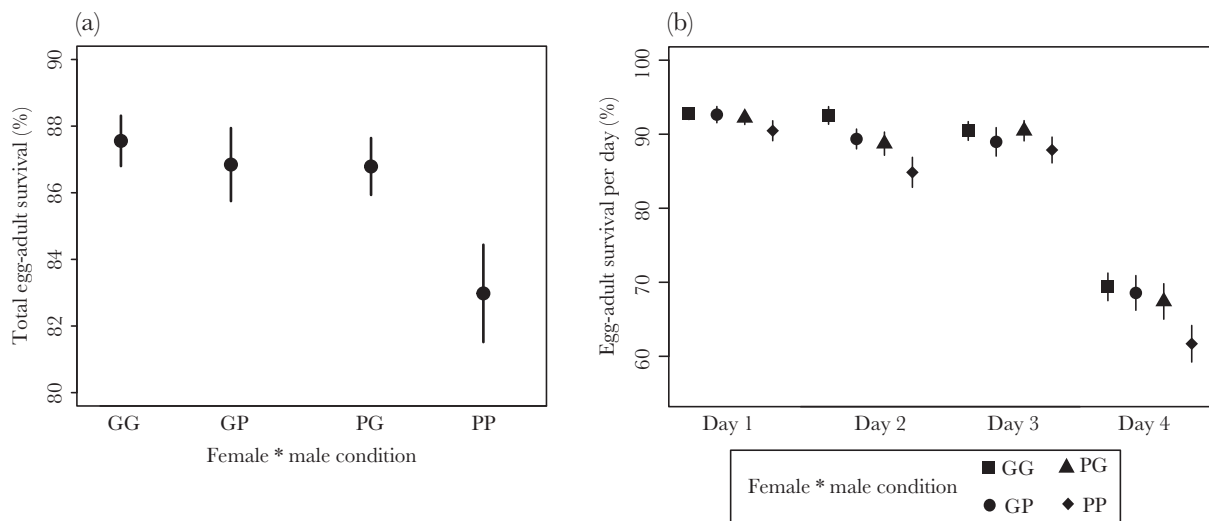 (a)
Total egg-adult survival (%)
90
88
86
84
82
80
GG GP PG PP
Female * male condition
(b)
Egg-adult survival per day (%)
100
90
80
70
60
Day 1 Day 2 Day 3 Day 4
Female * male condition
GG PG
GP PP